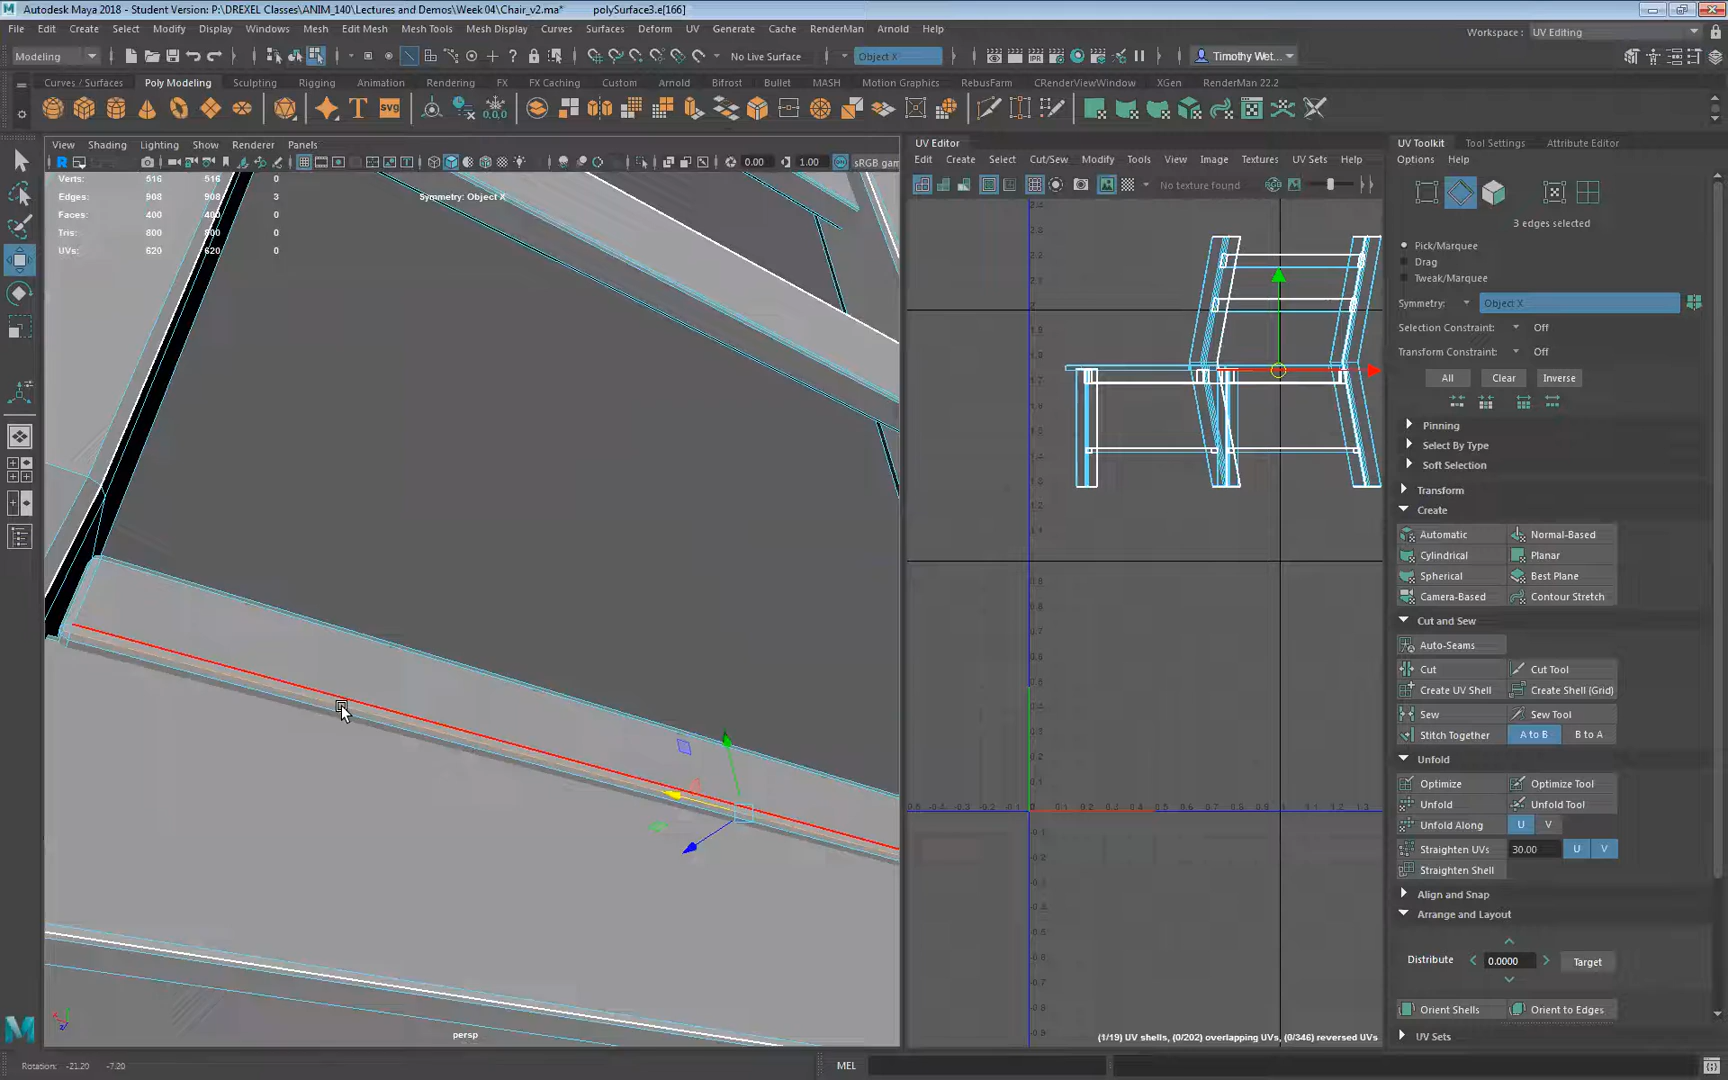 Autodesk Maya 2018 - Student Version: P:\DREXEL Classes\ANIM_140\Lectures and Demos\Week 04\Chair_v2.ma*   polySurface3.e[166]
File Edit Create Select Modify Display Windows Mesh Edit Mesh Mesh Tools Mesh Display Curves Surfaces Deform UV Generate Cache RenderMan Arnold Help
Workspace : UV Editing
Modeling No Live Surface Object X Timothy Wet...
Curves / Surfaces Poly Modeling Sculpting Rigging Animation Rendering FX FX Caching Custom Arnold Bifrost Bullet MASH Motion Graphics RebusFarm CRenderViewWindow XGen RenderMan 22.2
View Shading Lighting Show Renderer Panels
0.00 1.00 sRGB gam
Verts: 516 516 0
Edges: 908 908 3
Faces: 400 400 0
Tris: 800 800 0
UVs: 620 620 0
Symmetry: Object X
persp
UV Editor
Edit Create Select Cut/Sew Modify Tools View Image Textures UV Sets Help
No texture found
(1/19) UV shells, (0/202) overlapping UVs, (0/346) reversed UVs
UV Toolkit Tool Settings Attribute Editor
Options Help
3 edges selected
Pick/Marquee
Drag
Tweak/Marquee
Symmetry: Object X
Selection Constraint: Off
Transform Constraint: Off
All Clear Inverse
Pinning
Select By Type
Soft Selection
Transform
Create
Automatic Normal-Based
Cylindrical Planar
Spherical Best Plane
Camera-Based Contour Stretch
Cut and Sew
Auto-Seams
Cut Cut Tool
Create UV Shell Create Shell (Grid)
Sew Sew Tool
Stitch Together A to B B to A
Unfold
Optimize Optimize Tool
Unfold Unfold Tool
Unfold Along U V
Straighten UVs 30.00 U V
Straighten Shell
Align and Snap
Arrange and Layout
Distribute 0.0000 Target
Orient Shells Orient to Edges
UV Sets
Rotation: -21.20 -7.20
MEL